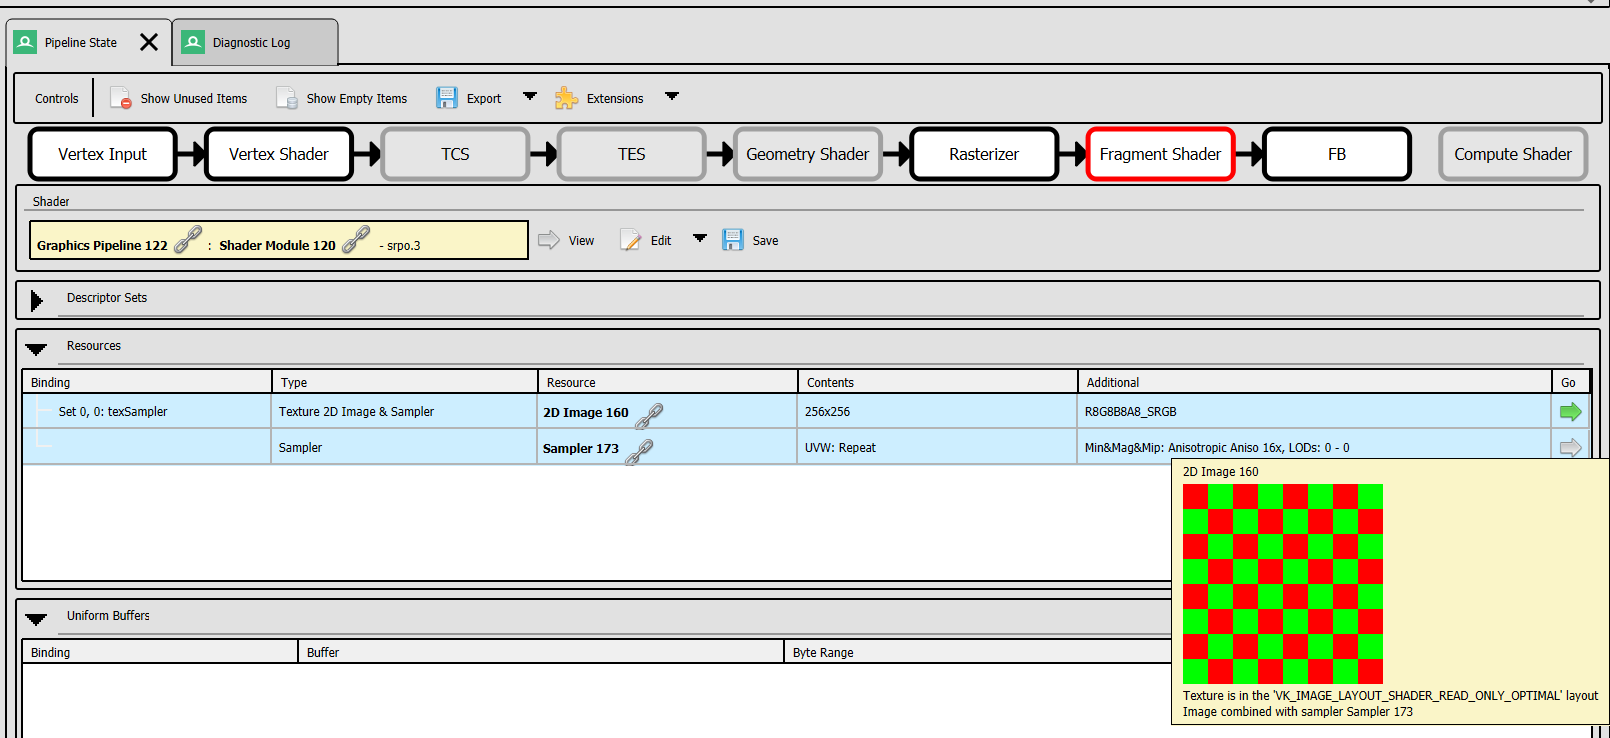 Pipeline State
Diagnostic Log
Controls
Show Unused Items
Show Empty Items
Export
Extensions
Vertex Input
Vertex Shader
TCS
TES
Geometry Shader
Rasterizer
Fragment Shader
FB
Compute Shader
Shader
Graphics Pipeline 122 : Shader Module 120 - srpo.3
View
Edit
Save
Descriptor Sets
Resources
Binding Type Resource Contents Additional Go
Set 0, 0: texSampler Texture 2D Image & Sampler 2D Image 160 256x256 R8G8B8A8_SRGB
Sampler Sampler 173 UVW: Repeat Min&Mag&Mip: Anisotropic Aniso 16x, LODs: 0 - 0
2D Image 160
Texture is in the 'VK_IMAGE_LAYOUT_SHADER_READ_ONLY_OPTIMAL' layout
Image combined with sampler Sampler 173
Uniform Buffers
Binding Buffer Byte Range